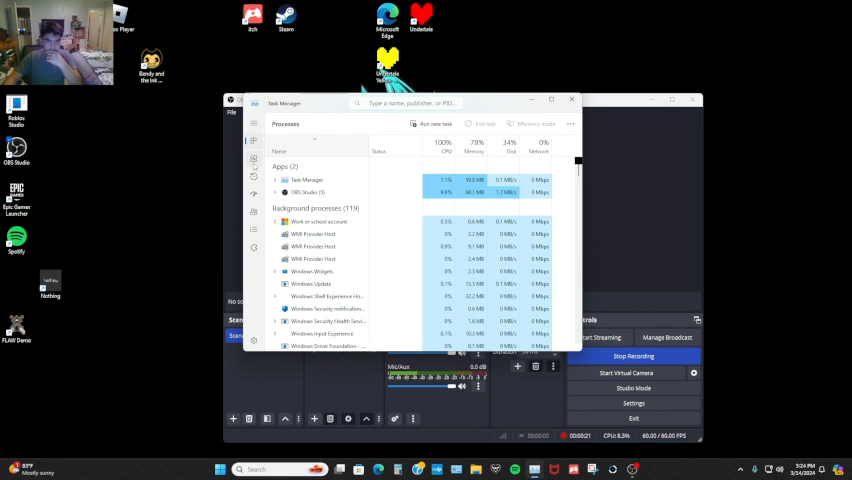 x Player
itch
Steam
Microsoft
Edge
Undertale
Bendy and
the Ink ...
Undertale
Yellow
Roblox
Studio
OBS Studio
Epic Games
Launcher
Spotify
Nothing
FLAW Demo
File
Task Manager
Type a name, publisher, or PID...
Processes
Run new task
End task
Efficiency mode
100% 78% 34% 0%
Name Status CPU Memory Disk Network
Apps (2)
Task Manager 7.1% 59.8 MB 0.1 MB/s 0 Mbps
OBS Studio (5) 9.6% 84.1 MB 1.7 MB/s 0 Mbps
Background processes (119)
Work or school account 0.5% 0.6 MB 0.1 MB/s 0 Mbps
WMI Provider Host 0% 2.2 MB 0 MB/s 0 Mbps
WMI Provider Host 0.9% 9.1 MB 0 MB/s 0 Mbps
WMI Provider Host 0% 2.4 MB 0 MB/s 0 Mbps
Windows Widgets 0% 2.3 MB 0 MB/s 0 Mbps
Windows Update 0.1% 13.5 MB 0.1 MB/s 0 Mbps
Windows Shell Experience Ho... 0% 32.2 MB 0 MB/s 0 Mbps
Windows Security notification... 0% 0.6 MB 0 MB/s 0 Mbps
Windows Security Health Servi... 0% 1.6 MB 0 MB/s 0 Mbps
Windows Input Experience 0.1% 10.3 MB 0 MB/s 0 Mbps
Windows Driver Foundation - ... 0% 0.1 MB 0 MB/s 0 Mbps
No so
Scen
Scene
trols
tart Streaming
Manage Broadcast
Stop Recording
Start Virtual Camera
Studio Mode
Settings
Exit
Mic/Aux 0.0 dB
00:00:00
00:00:21
CPU: 8.3%
60.00 / 60.00 FPS
83°F
Mostly sunny
Search
5:24 PM
3/14/2024